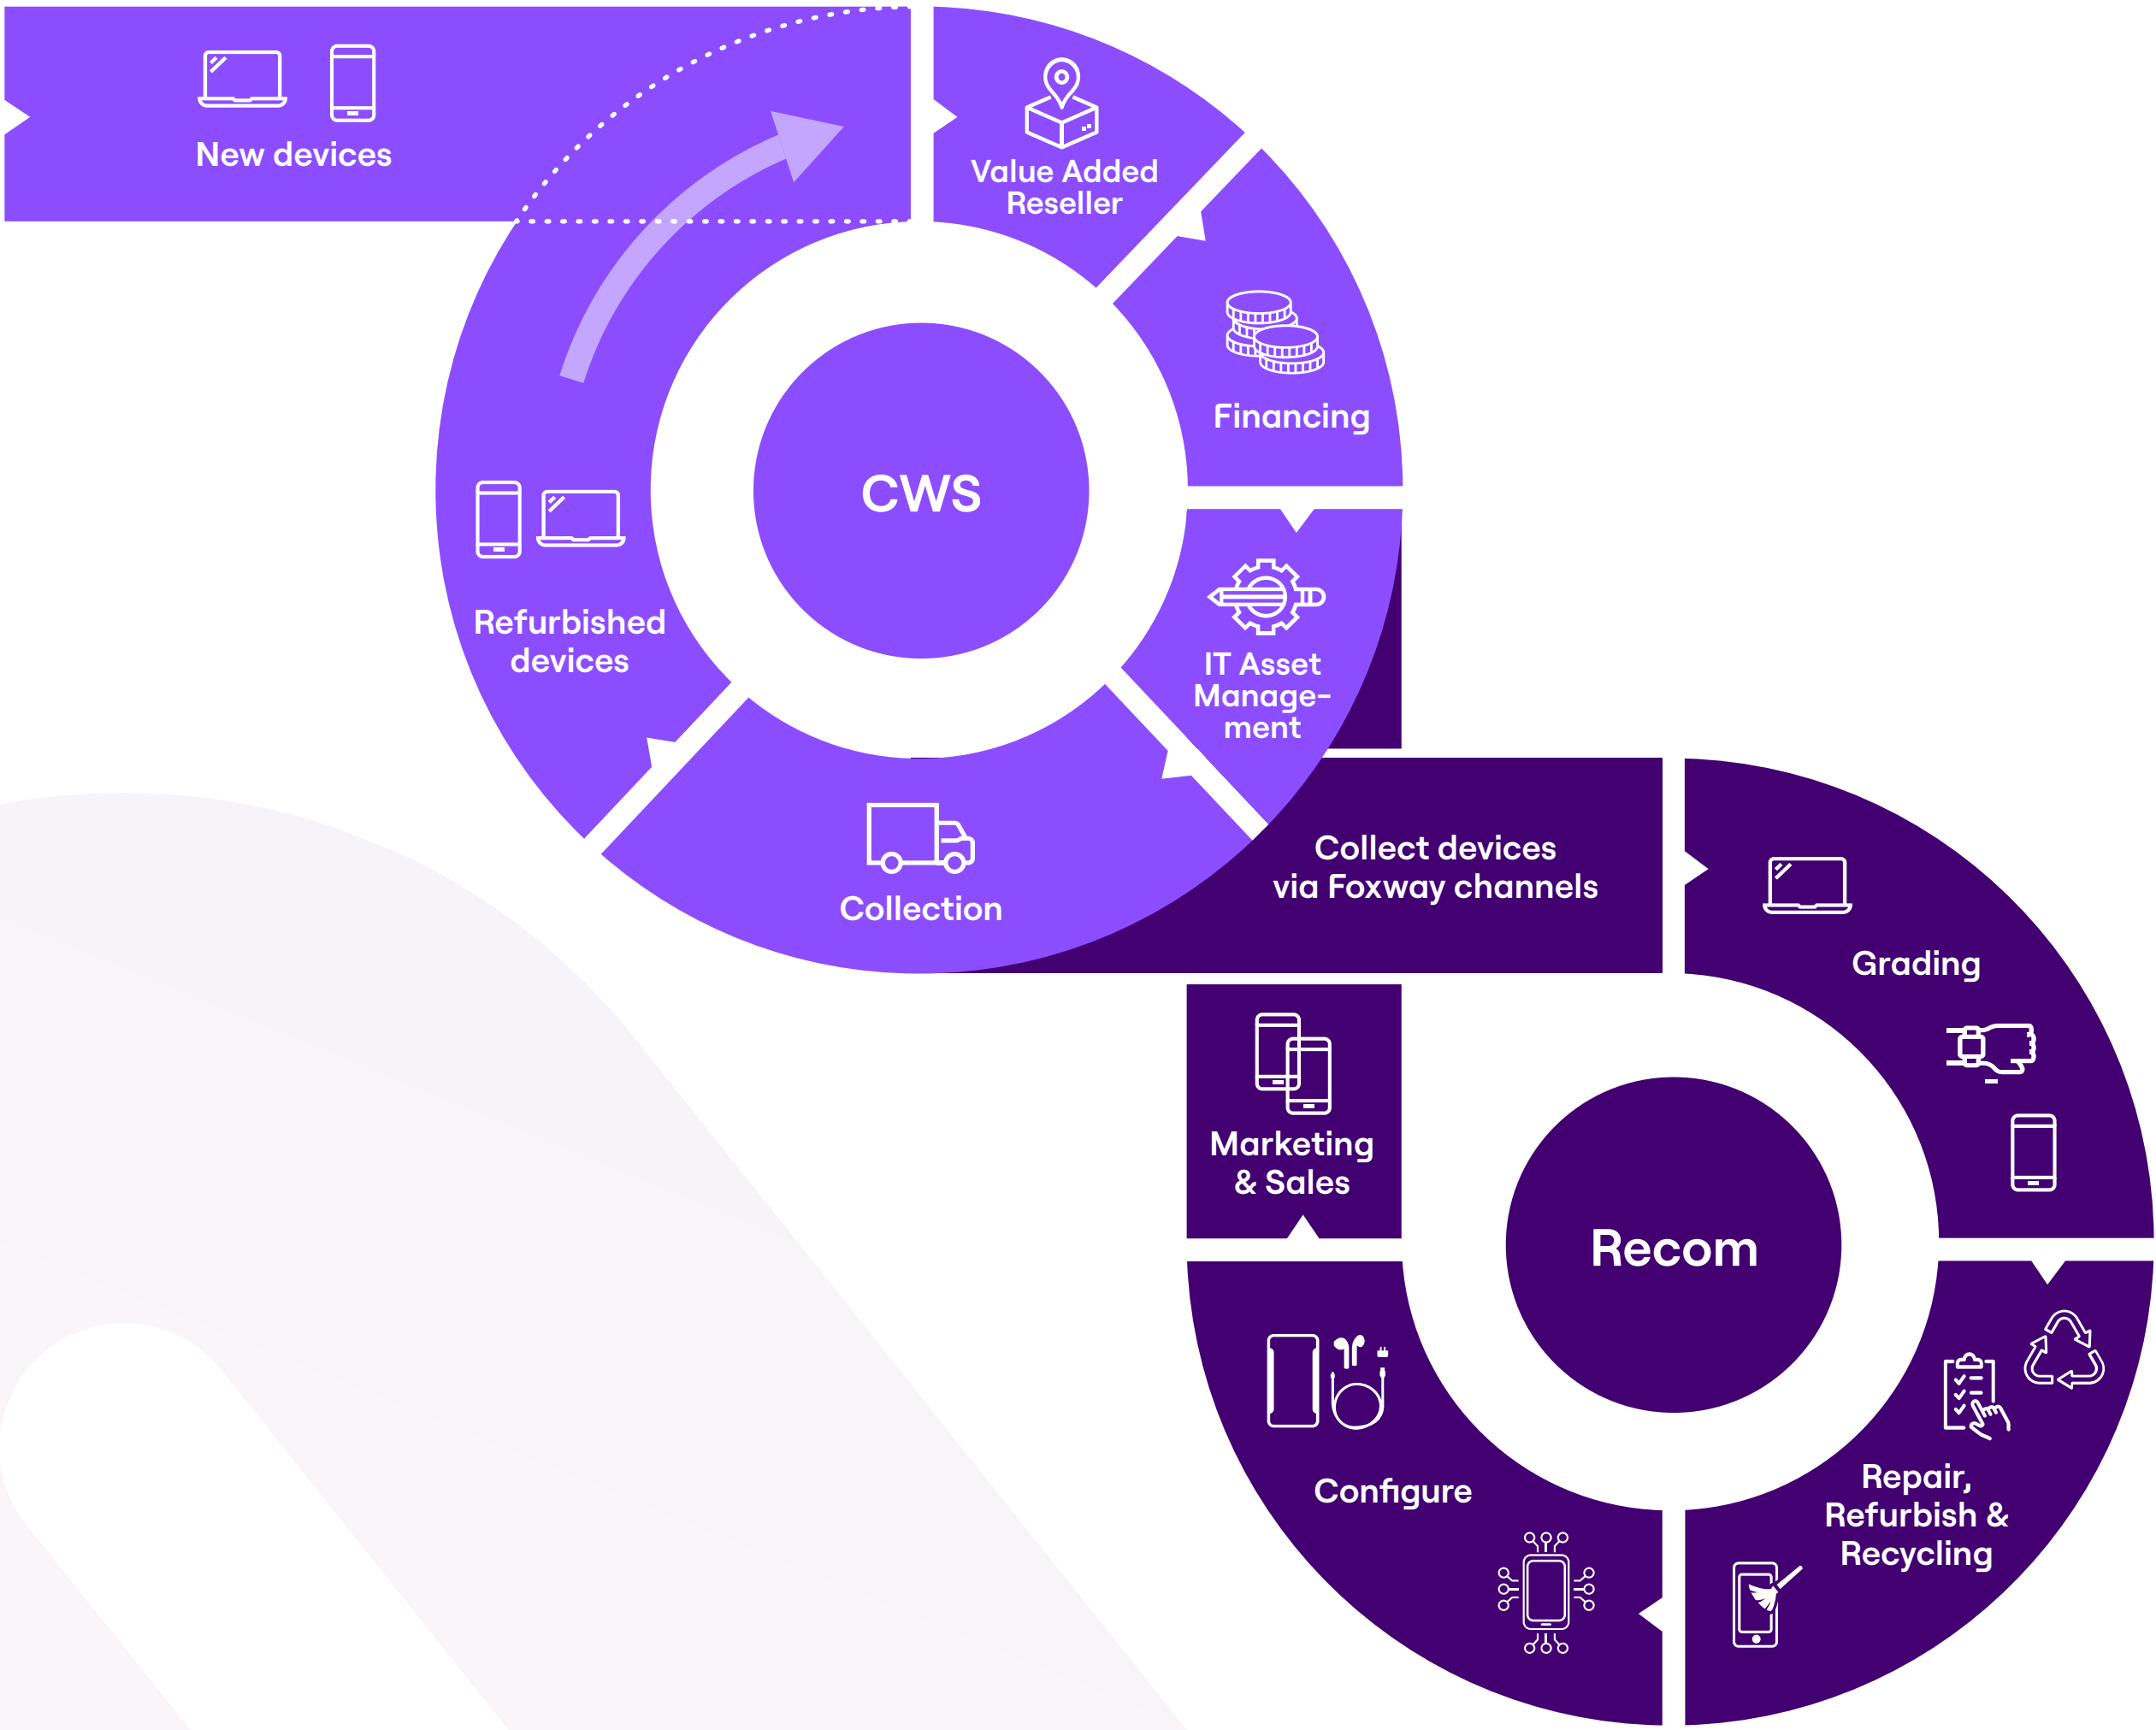 New devices
Value Added
Reseller
Financing
CWS
IT Asset
Manage-
ment
Refurbished
devices
Collection
Collect devices
via Foxway channels
Grading
Marketing
& Sales
Recom
Configure
Repair,
Refurbish &
Recycling